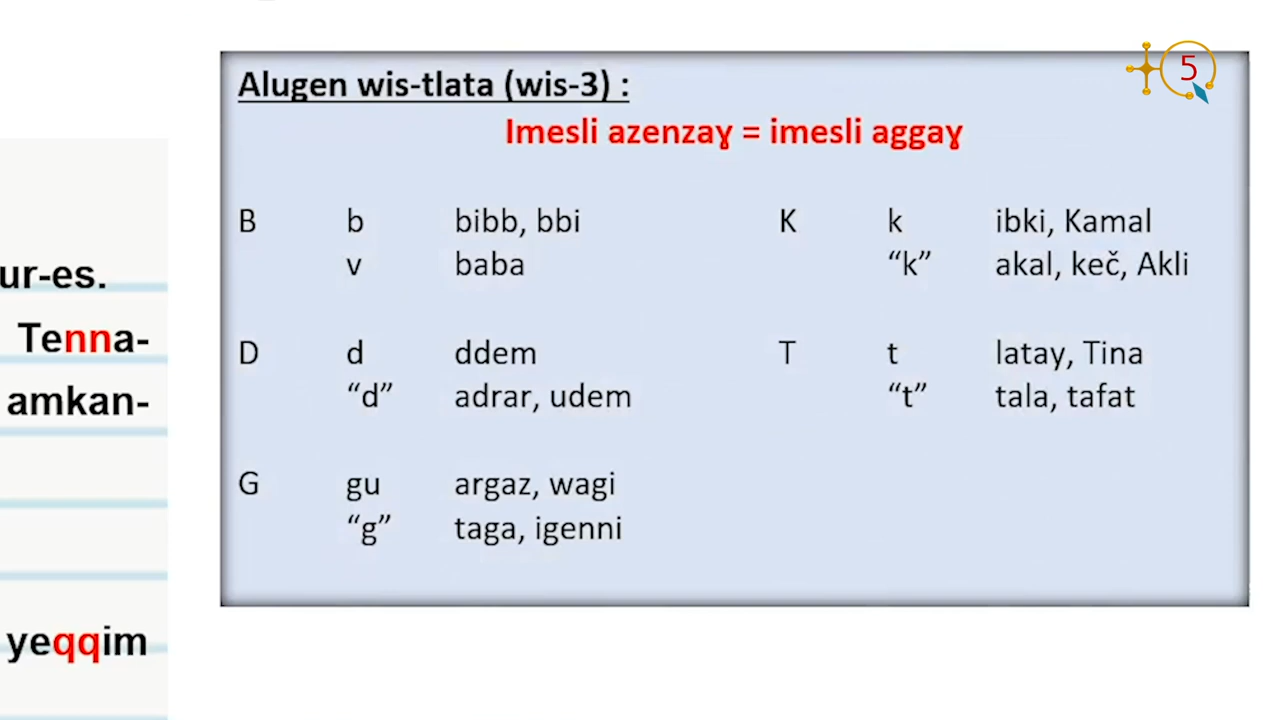 ur-es.
Tenna-
amkan-
yeqqim
5
Alugen wis-tlata (wis-3) :
Imesli azenzaɣ = imesli aggaɣ
B b bibb, bbi
v baba
D d ddem
“d” adrar, udem
G gu argaz, wagi
“g” taga, igenni
K k ibki, Kamal
“k” akal, keč, Akli
T t latay, Tina
“t” tala, tafat